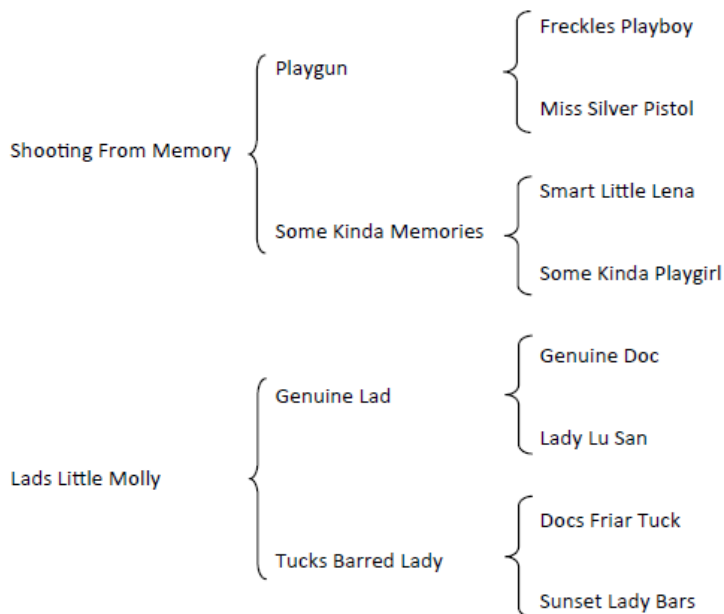 Freckles Playboy
Playgun
Miss Silver Pistol
Shooting From Memory
Smart Little Lena
Some Kinda Memories
Some Kinda Playgirl
Genuine Doc
Genuine Lad
Lady Lu San
Lads Little Molly
Docs Friar Tuck
Tucks Barred Lady
Sunset Lady Bars